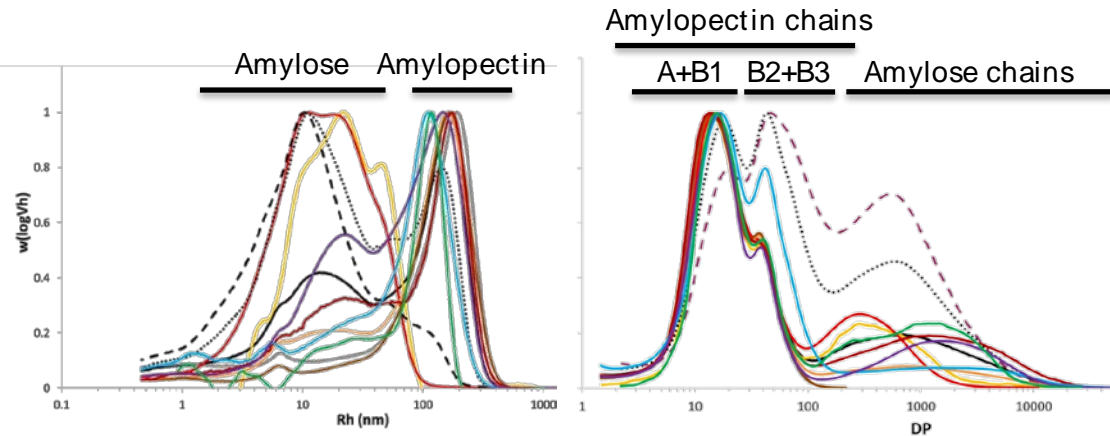 Amylopectin chains
Amylose Amylopectin
A+B1 B2+B3 Amylose chains
w(logVh)
1
0.8
0.6
0.4
0.2
0
0.1 1 10 100 1000
Rh (nm)
1 10 100 1000 10000
DP